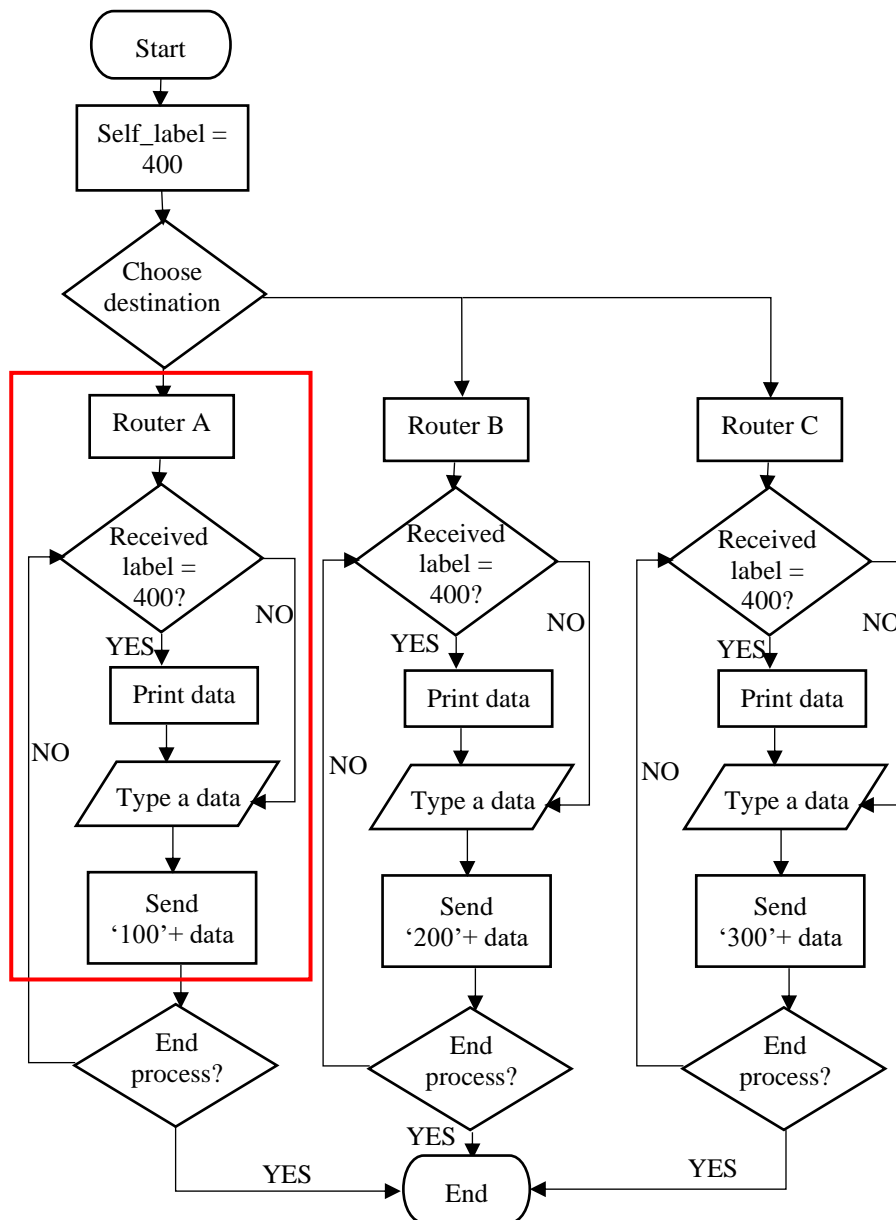 Start
Self_label =
400
Choose
destination
Router A
Received
label =
400?
NO
YES
Print data
NO
Type a data
Send
‘100’+ data
End
process?
YES
Router B
Received
label =
400?
NO
YES
Print data
NO
Type a data
Send
‘200’+ data
End
process?
YES
Router C
Received
label =
400?
NO
YES
Print data
NO
Type a data
Send
‘300’+ data
End
process?
YES
End